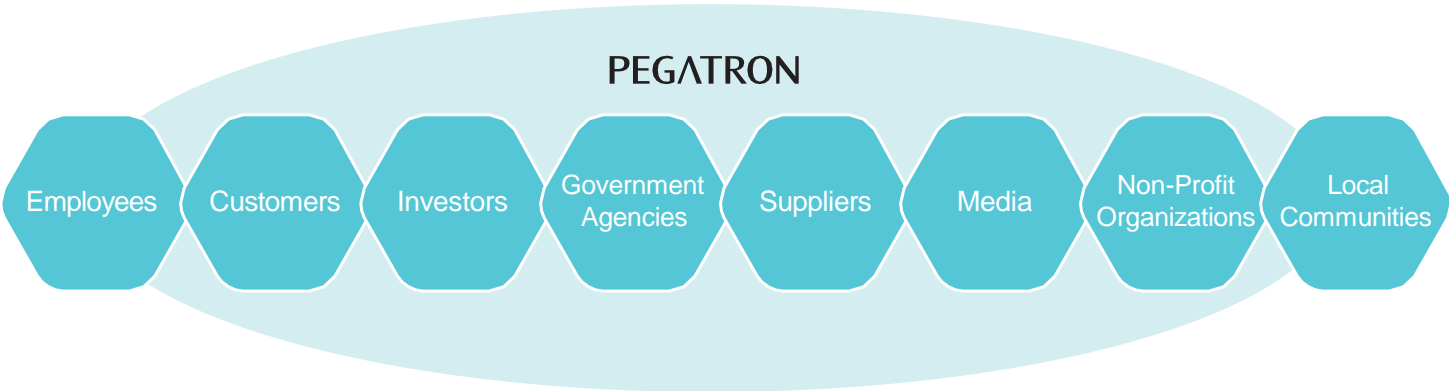 PEGATRON
Employees
Customers
Investors
Government
Agencies
Suppliers
Media
Non-Profit
Organizations
Local
Communities